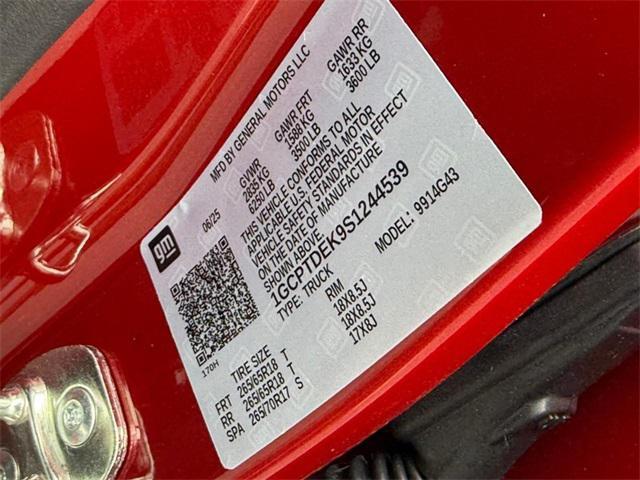 MFD BY GENERAL MOTORS LLC
gm
06/25 GVWR GAWR FRT GAWR RR
2835 KG 1588 KG 1633 KG
6250 LB 3500 LB 3600 LB
THIS VEHICLE CONFORMS TO ALL
APPLICABLE U.S. FEDERAL MOTOR
VEHICLE SAFETY STANDARDS IN EFFECT
ON THE DATE OF MANUFACTURE
SHOWN ABOVE.
1GCPTDEK9S1244539
TYPE: TRUCK MODEL: 9914G43
170H
TIRE SIZE RIM
FRT 265/65R18 T 18X8.5J
RR 265/65R18 T 18X8.5J
SPA 265/70R17 S 17X8J